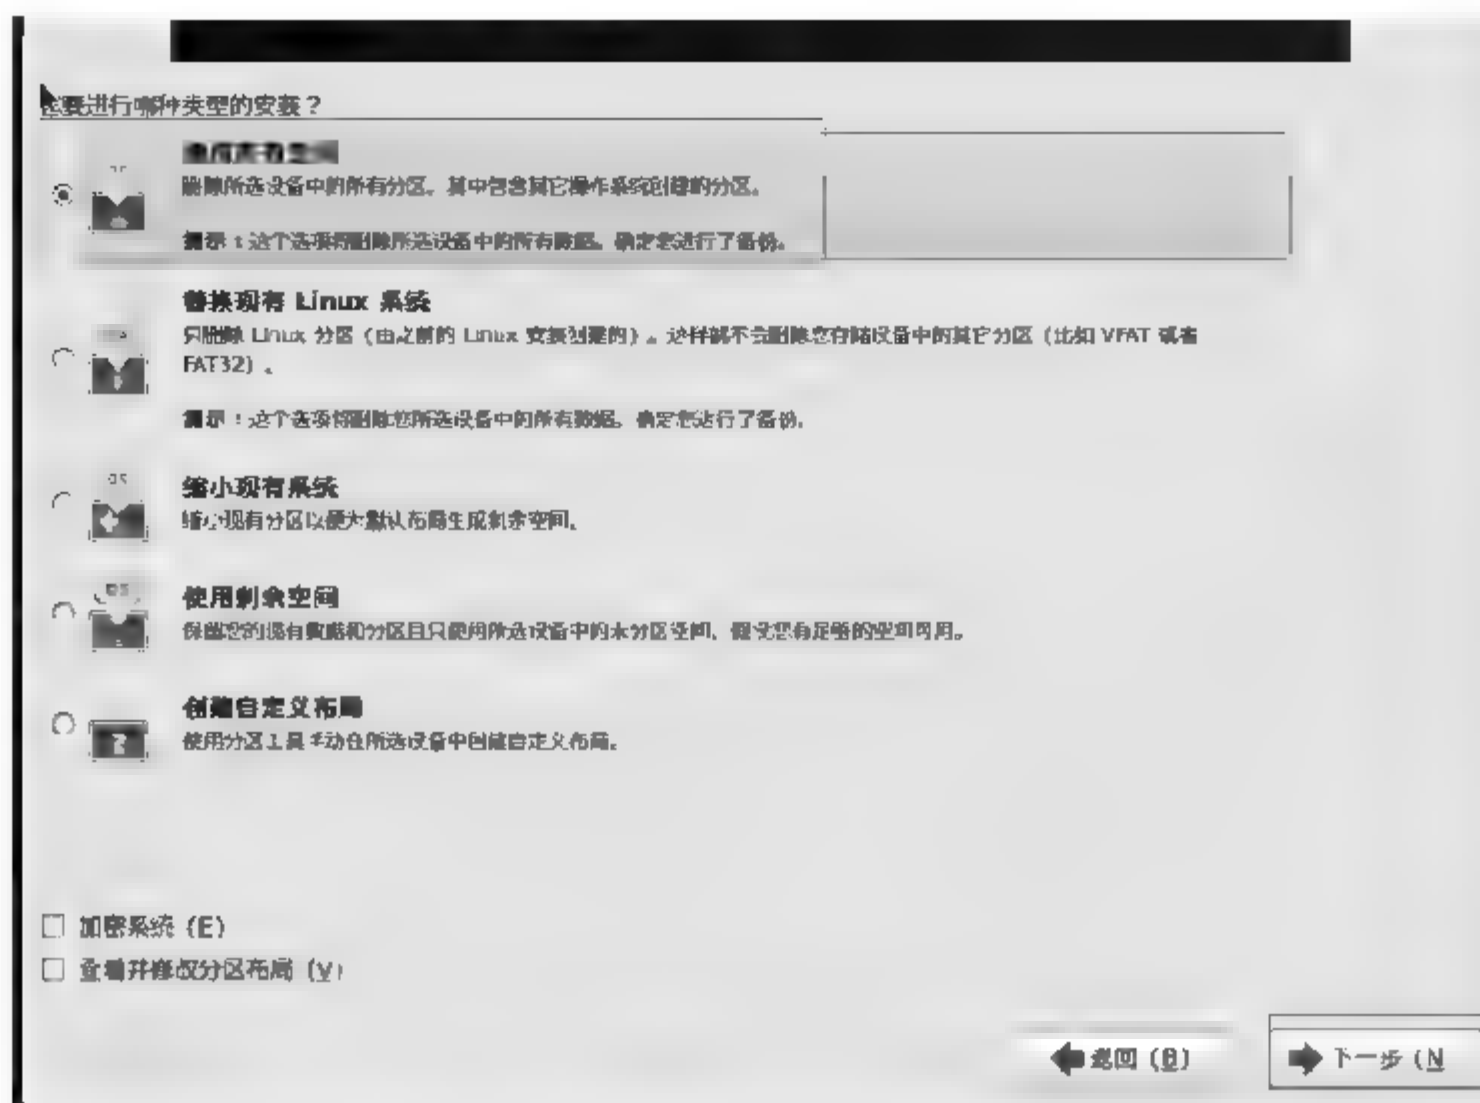 您要进行哪种类型的安装？
使用所有空间
删除所选设备中的所有分区。其中包含其它操作系统创建的分区。
提示：这个选项将删除所选设备中的所有数据。确定您进行了备份。
替换现有 Linux 系统
只删除 Linux 分区（由之前的 Linux 安装创建的）。这样就不会删除您存储设备中的其它分区（比如 VFAT 或者
FAT32）。
提示：这个选项将删除您所选设备中的所有数据。确定您进行了备份。
缩小现有系统
缩小现有分区以便为默认布局生成剩余空间。
使用剩余空间
保留您的现有数据和分区且只使用所选设备中的未分区空间，假设您有足够的空间可用。
创建自定义布局
使用分区工具手动在所选设备中创建自定义布局。
加密系统 (E)
查看并修改分区布局 (V)
返回 (B)
下一步 (N